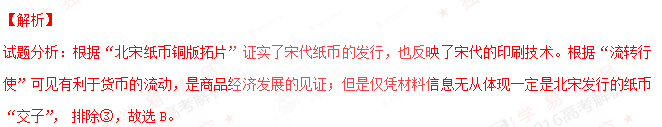 【解析】
试题分析：根据“北宋纸币铜版拓片”证实了宋代纸币的发行，也反映了宋代的印刷技术。根据“流转行
使”可见有利于货币的流动，是商品经济发展的见证；但是仅凭材料信息无从体现一定是北宋发行的纸币
“交子”， 排除③，故选 B。